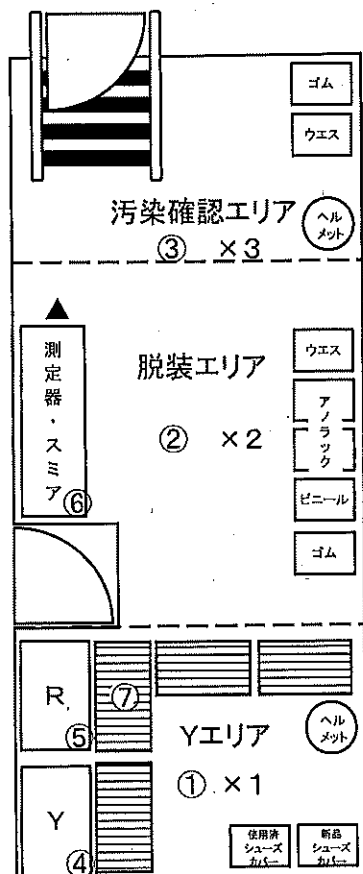 ゴム
ウエス
汚染確認エリア
ヘル
メット
③ ×3
測定器・スミア
⑥
脱装エリア
② ×2
ウエス
アノラック
ビニール
ゴム
R,
⑤
⑦
Yエリア
ヘル
メット
① ×1
Y
④
使用済
シューズ
カバー
新品
シューズ
カバー